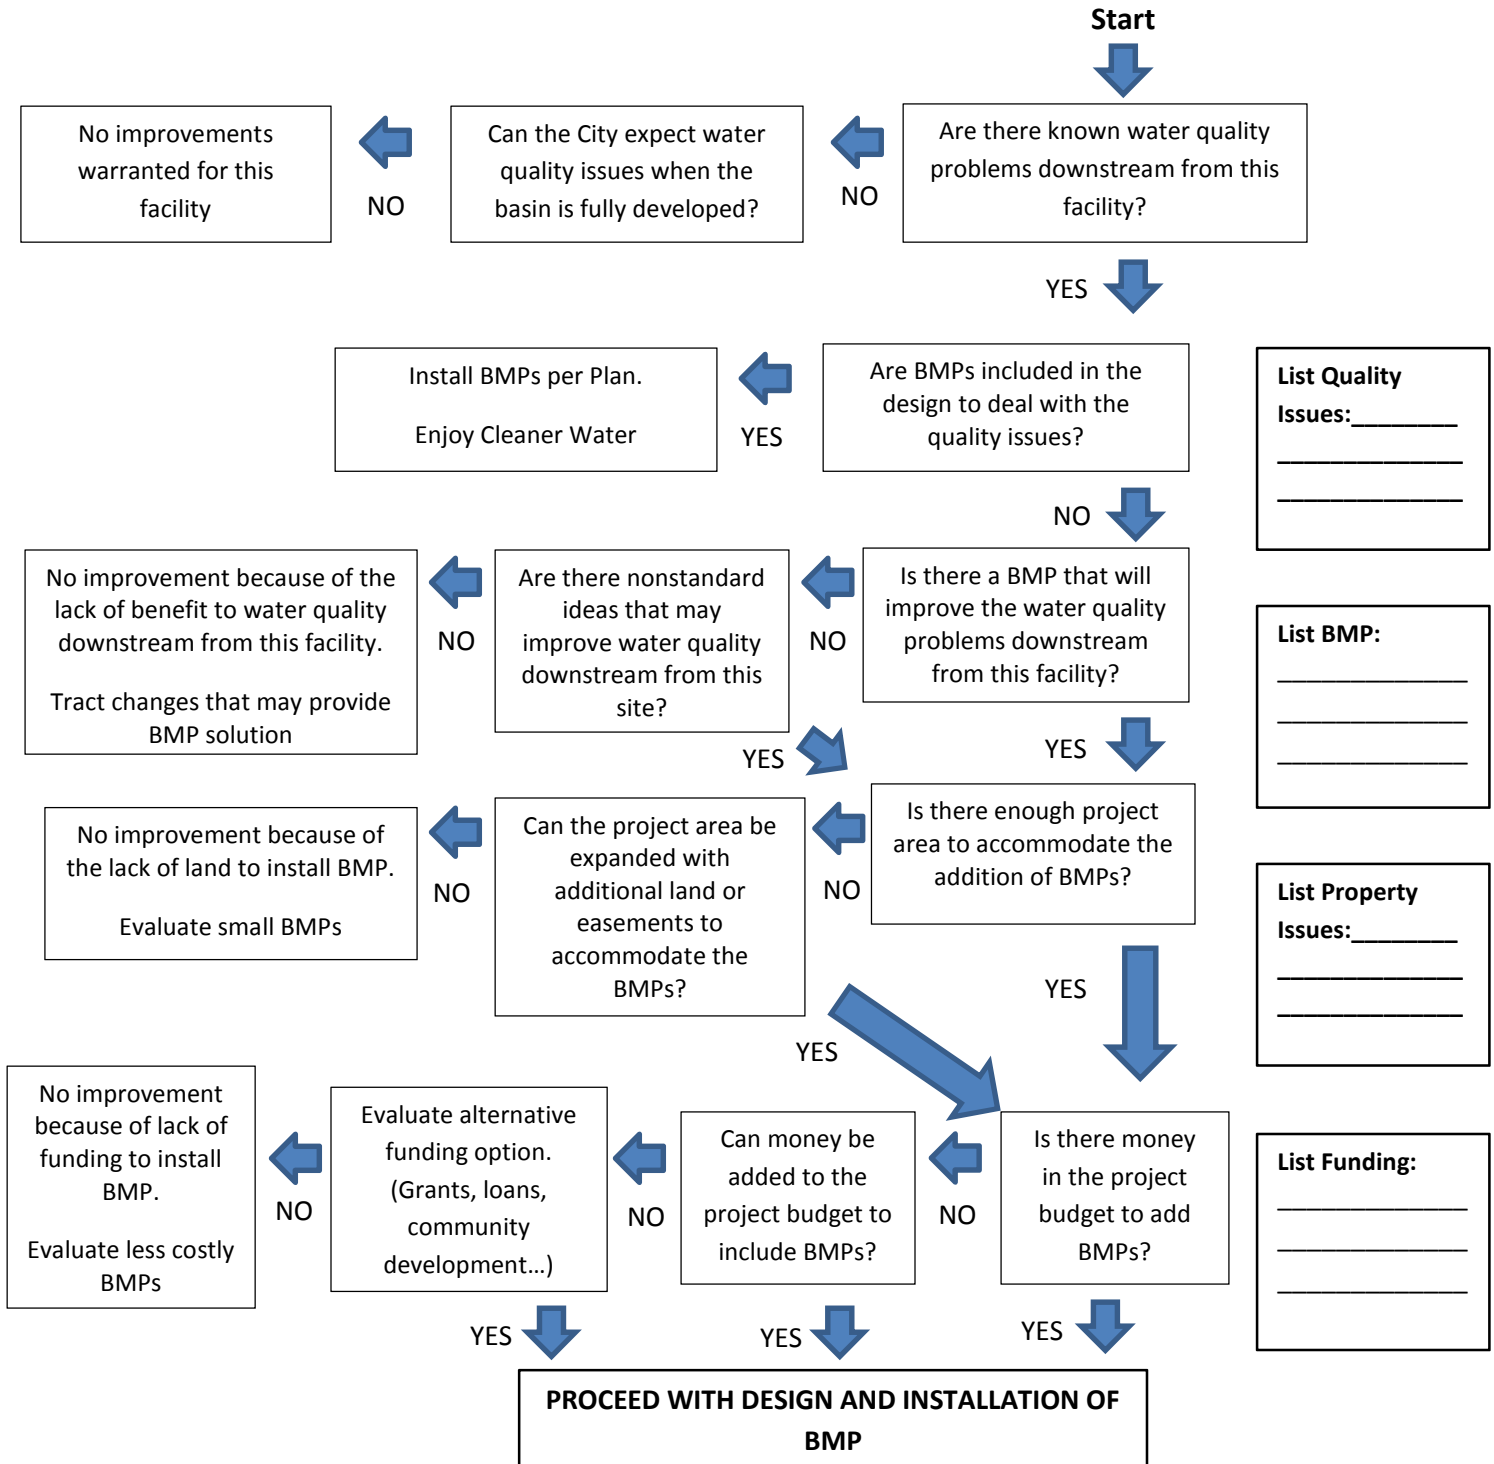 Start
No improvements
warranted for this
facility
NO
Can the City expect water
quality issues when the
basin is fully developed?
NO
Are there known water quality
problems downstream from this
facility?
YES
Install BMPs per Plan.
Enjoy Cleaner Water
YES
Are BMPs included in the
design to deal with the
quality issues?
List Quality
Issues:________
______________
______________
NO
No improvement because of the
lack of benefit to water quality
downstream from this facility.
Tract changes that may provide
BMP solution
NO
Are there nonstandard
ideas that may
improve water quality
downstream from this
site?
NO
Is there a BMP that will
improve the water quality
problems downstream
from this facility?
List BMP:
______________
______________
______________
YES
YES
No improvement because of
the lack of land to install BMP.
Evaluate small BMPs
NO
Can the project area be
expanded with
additional land or
easements to
accommodate the
BMPs?
NO
Is there enough project
area to accommodate the
addition of BMPs?
List Property
Issues:________
______________
______________
YES
YES
No improvement
because of lack of
funding to install
BMP.
Evaluate less costly
BMPs
NO
Evaluate alternative
funding option.
(Grants, loans,
community
development…)
NO
Can money be
added to the
project budget to
include BMPs?
NO
Is there money
in the project
budget to add
BMPs?
List Funding:
______________
______________
______________
YES
YES
YES
PROCEED WITH DESIGN AND INSTALLATION OF
BMP